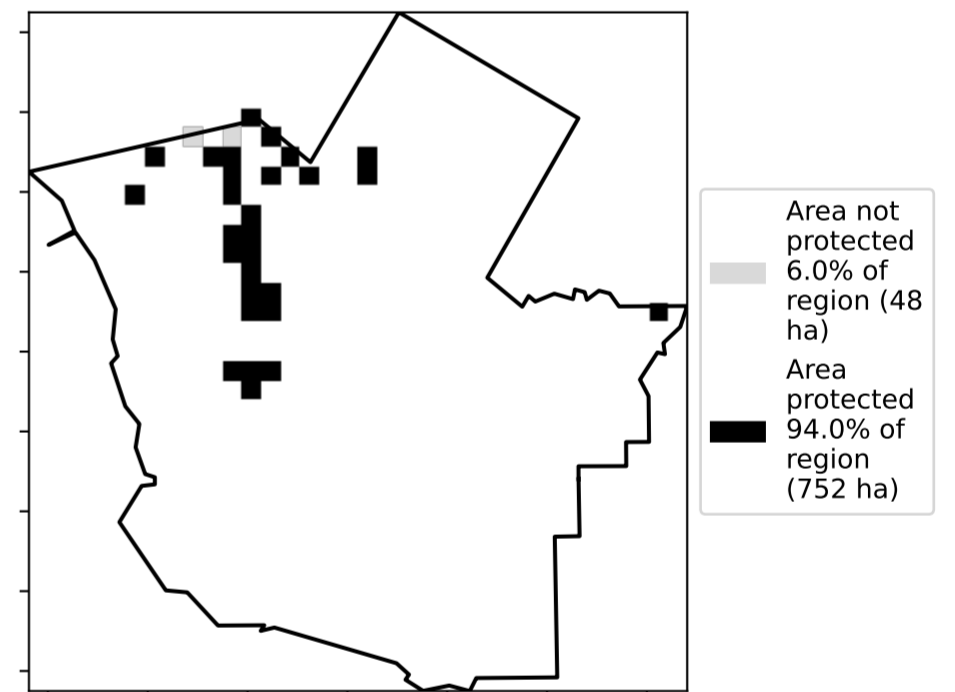 Area not
protected
6.0% of
region (48
ha)
Area
protected
94.0% of
region
(752 ha)